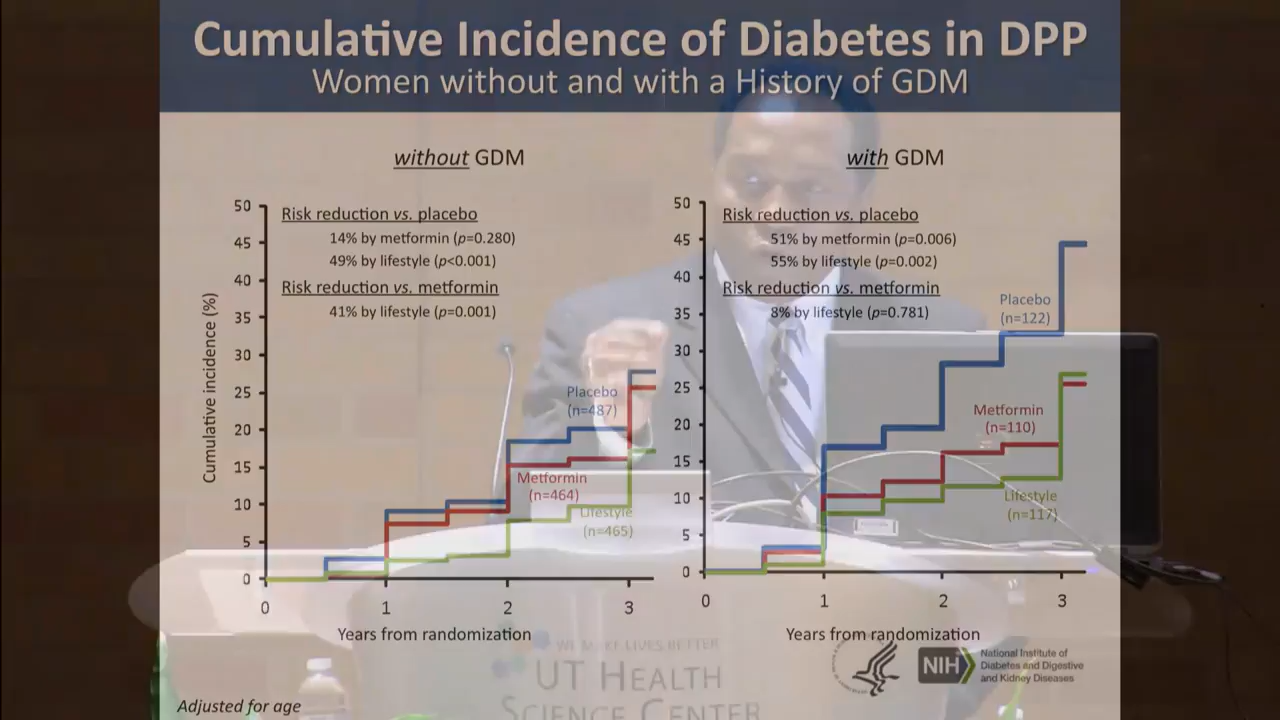 Cumulative Incidence of Diabetes in DPP
Women without and with a History of GDM
without GDM
50
45
40
35
30
25
20
15
10
5
0
Cumulative incidence (%)
Risk reduction vs. placebo
14% by metformin (p=0.280)
49% by lifestyle (p<0.001)
Risk reduction vs. metformin
41% by lifestyle (p=0.001)
Placebo
(n=487)
Metformin
(n=464)
Lifestyle
(n=465)
0 1 2 3
Years from randomization
with GDM
50
45
40
35
30
25
20
15
10
5
0
Risk reduction vs. placebo
51% by metformin (p=0.006)
55% by lifestyle (p=0.002)
Risk reduction vs. metformin
8% by lifestyle (p=0.781)
Placebo
(n=122)
Metformin
(n=110)
Lifestyle
(n=117)
0 1 2 3
Years from randomization
WE MAKE LIVES BETTER
UT HEALTH
SCIENCE CENTER
NIH
National Institute of
Diabetes and Digestive
and Kidney Diseases
Adjusted for age